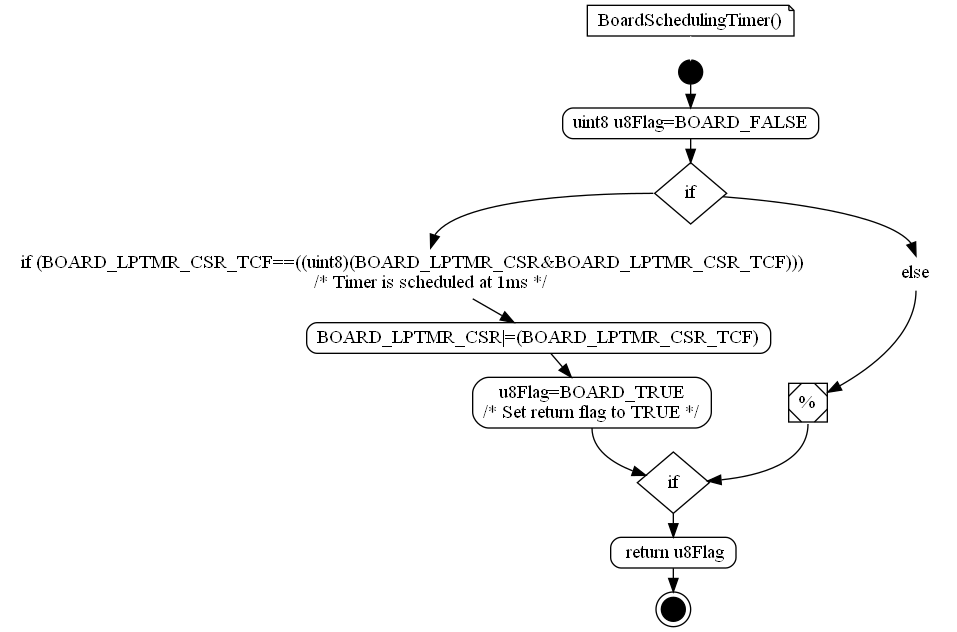 BoardSchedulingTimer()
uint8 u8Flag=BOARD_FALSE
if
if (BOARD_LPTMR_CSR_TCF==((uint8)(BOARD_LPTMR_CSR&BOARD_LPTMR_CSR_TCF)))
/* Timer is scheduled at 1ms */
else
BOARD_LPTMR_CSR|=(BOARD_LPTMR_CSR_TCF)
u8Flag=BOARD_TRUE
/* Set return flag to TRUE */
%
if
return u8Flag